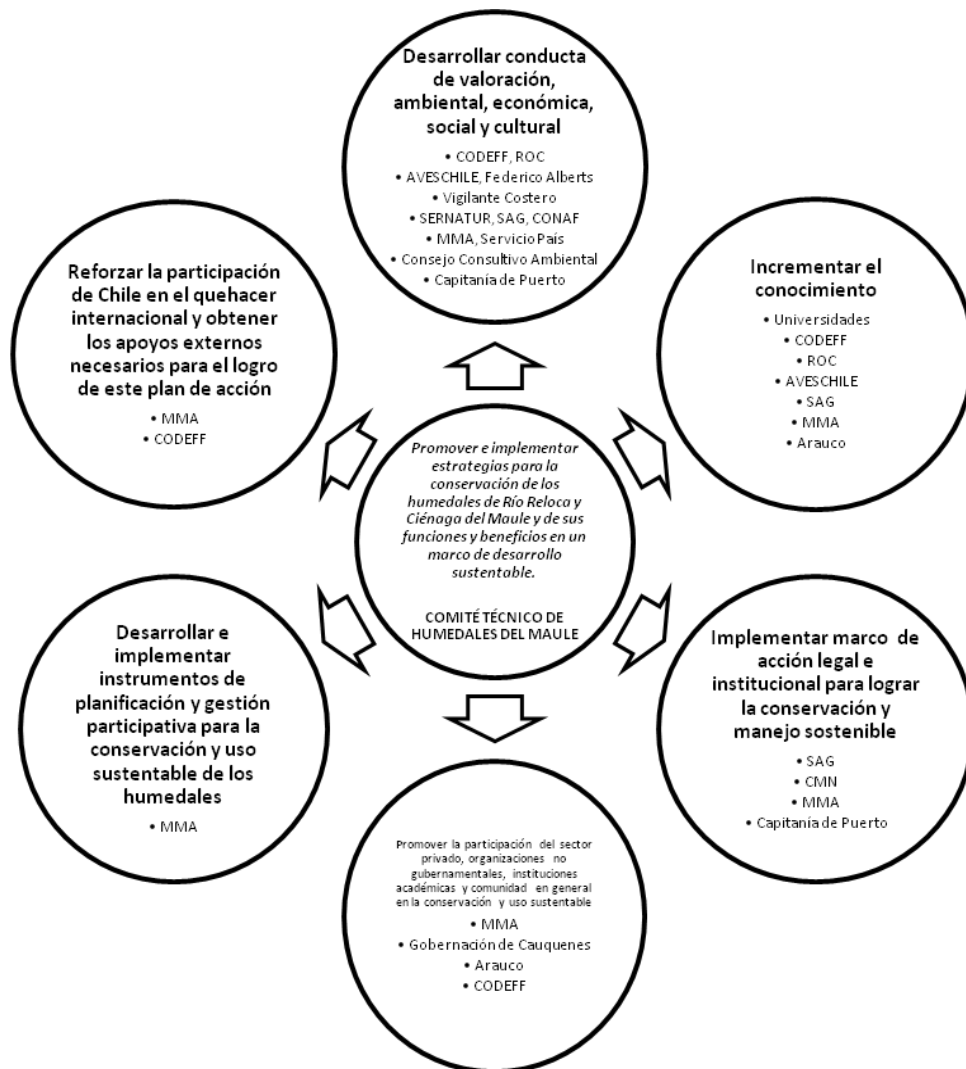 Desarrollar conducta
de valoración,
ambiental, económica,
social y cultural
• CODEFF, ROC
• AVESCHILE, Federico Alberts
• Vigilante Costero
• SERNATUR, SAG, CONAF
• MMA, Servicio País
• Consejo Consultivo Ambiental
• Capitanía de Puerto
Incrementar el
conocimiento
• Universidades
• CODEFF
• ROC
• AVESCHILE
• SAG
• MMA
• Arauco
Implementar marco de
acción legal e
institucional para lograr
la conservación y
manejo sostenible
• SAG
• CMN
• MMA
• Capitanía de Puerto
Promover la participación del sector
privado, organizaciones no
gubernamentales, instituciones
académicas y comunidad en general
en la conservación y uso sustentable
• MMA
• Gobernación de Cauquenes
• Arauco
• CODEFF
Desarrollar e
implementar
instrumentos de
planificación y gestión
participativa para la
conservación y uso
sustentable de los
humedales
• MMA
Reforzar la participación
de Chile en el quehacer
internacional y obtener
los apoyos externos
necesarios para el logro
de este plan de acción
• MMA
• CODEFF
Promover e implementar
estrategias para la
conservación de los
humedales de Río Reloca y
Ciénaga del Maule y de sus
funciones y beneficios en un
marco de desarrollo
sustentable.
COMITÉ TÉCNICO DE
HUMEDALES DEL MAULE